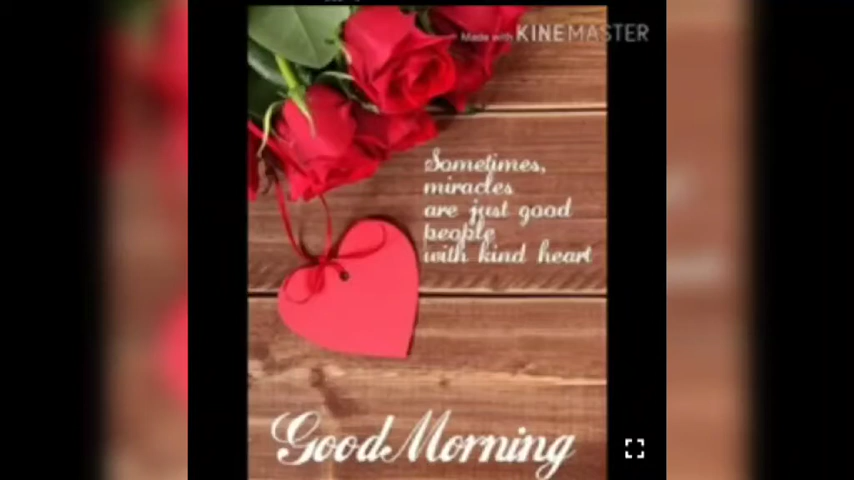 Made with KINEMASTER
Sometimes,
miracles
are just good
people
with kind heart
Good Morning